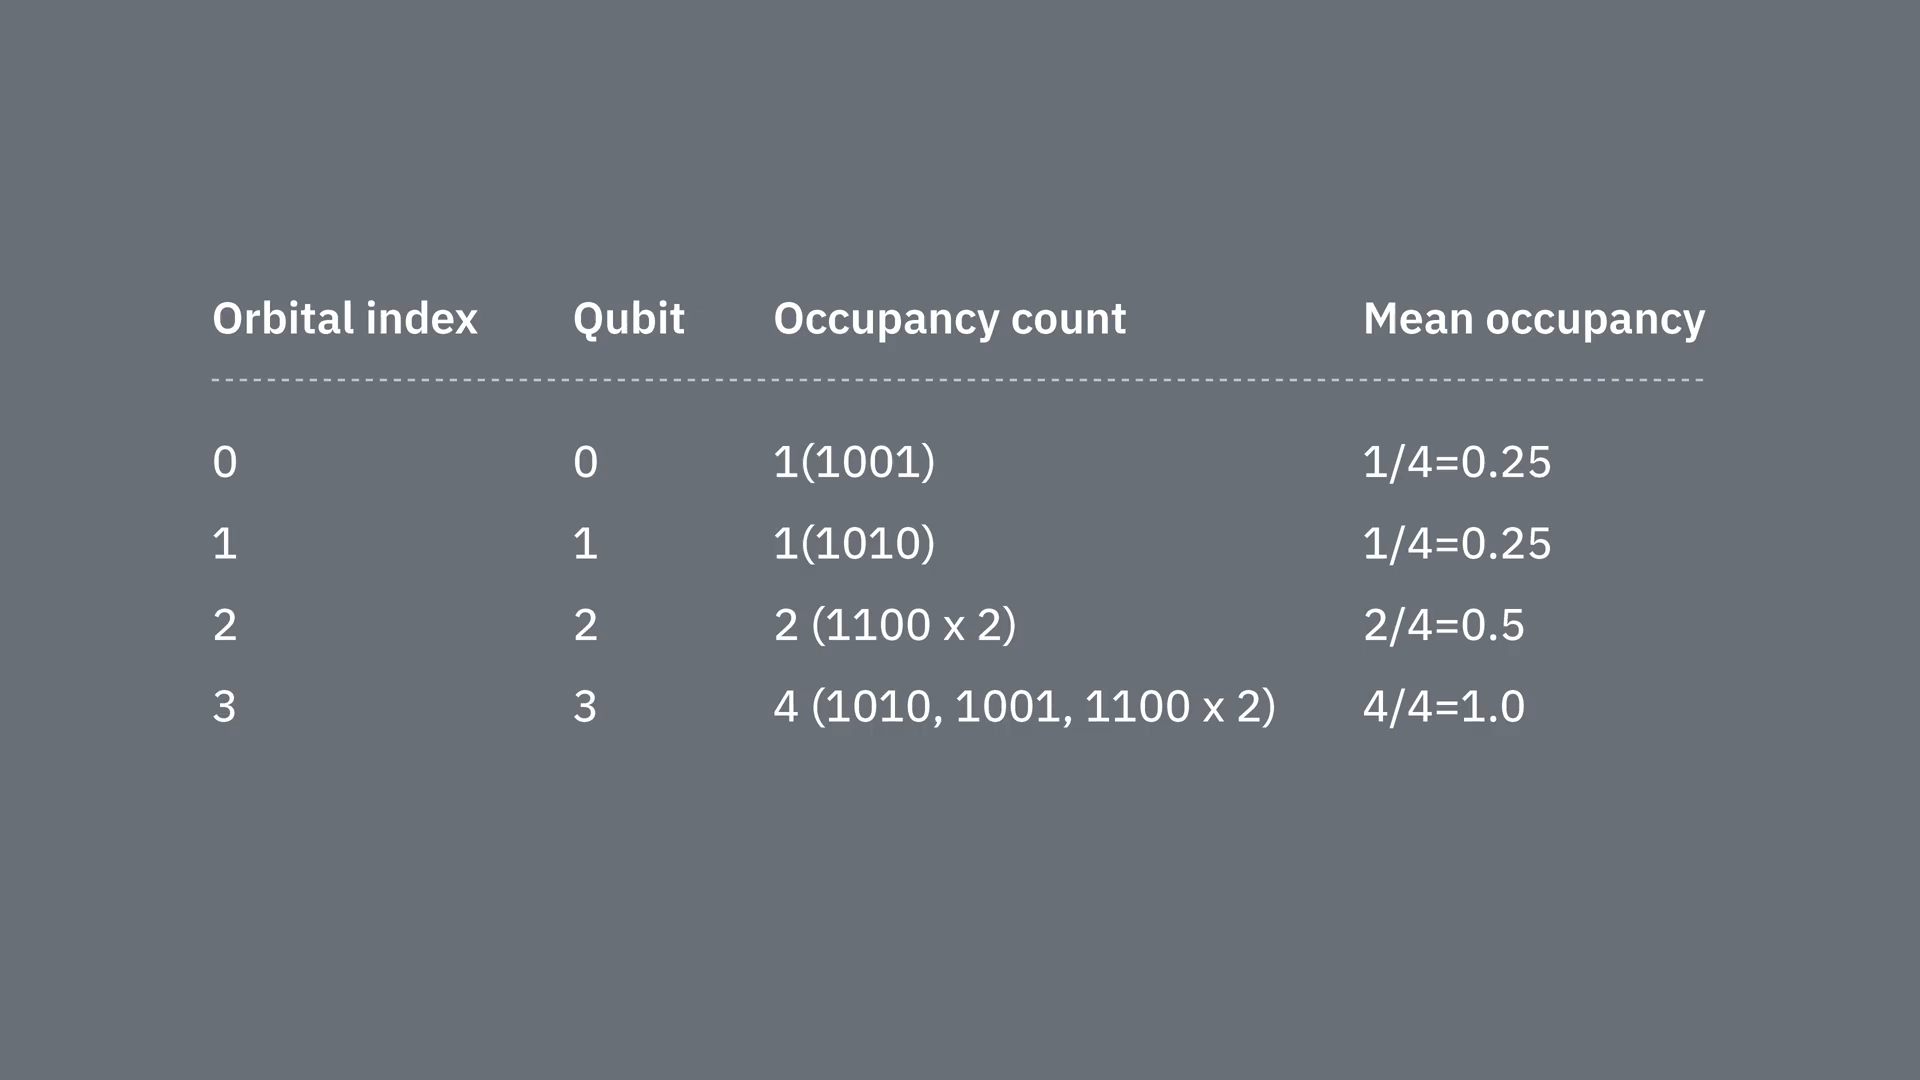 Orbital index Qubit Occupancy count Mean occupancy
0 0 1(1001) 1/4=0.25
1 1 1(1010) 1/4=0.25
2 2 2 (1100 x 2) 2/4=0.5
3 3 4 (1010, 1001, 1100 x 2) 4/4=1.0